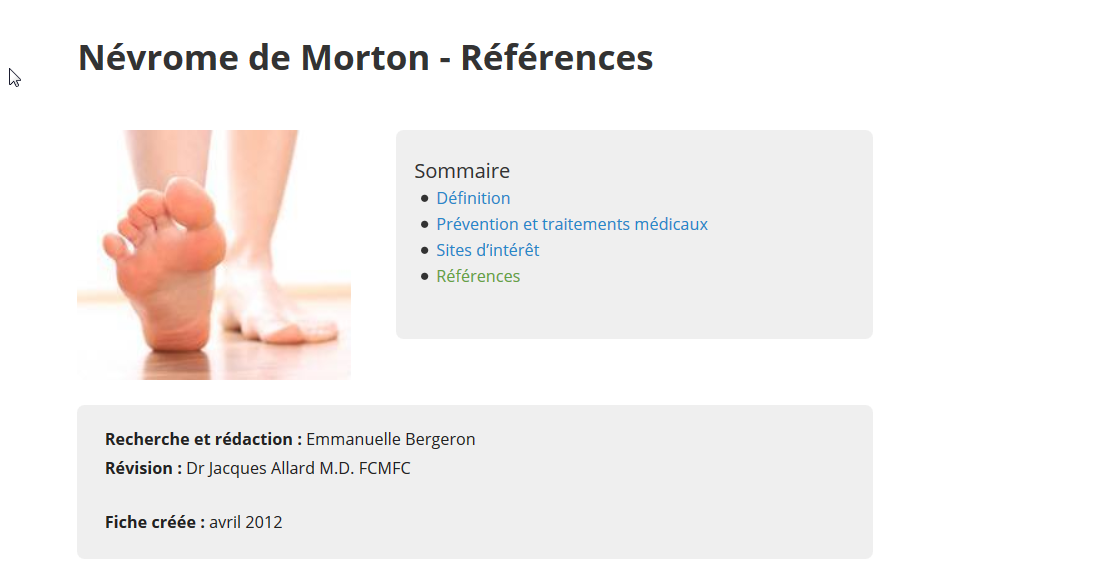 Névrome de Morton - Références
Sommaire
Définition
Prévention et traitements médicaux
Sites d’intérêt
Références
Recherche et rédaction : Emmanuelle Bergeron
Révision : Dr Jacques Allard M.D. FCMFC
Fiche créée : avril 2012